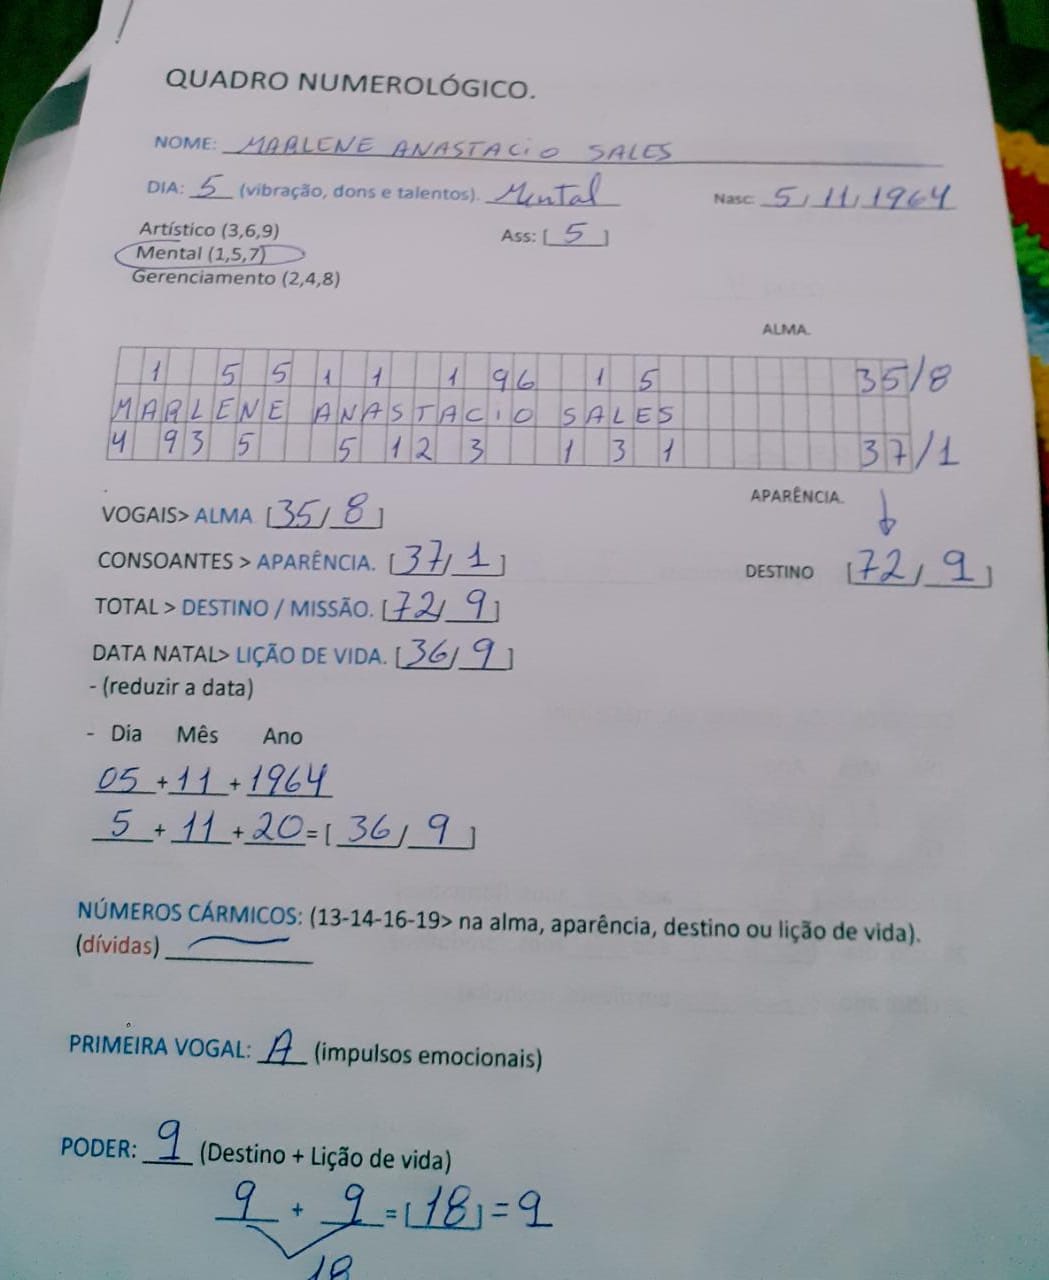 QUADRO NUMEROLÓGICO.
NOME: MARLENE ANASTACiO SALES
DIA: 5 (vibração, dons e talentos). Mental Nasc: 5/11/1964
Artístico (3,6,9) Ass: [ 5 ]
Mental (1,5,7)
Gerenciamento (2,4,8)
ALMA.
1 5 5 1 1 1 9 6 1 5 35/8
MARLENE ANASTACiO SALES
4 9 3 5 5 1 2 3 1 3 1 37/1
APARÊNCIA.
VOGAIS> ALMA [35/8]
CONSOANTES > APARÊNCIA. [37/1]
DESTINO [72/9]
TOTAL > DESTINO / MISSÃO. [72/9]
DATA NATAL> LIÇÃO DE VIDA. [36/9]
- (reduzir a data)
- Dia Mês Ano
05 + 11 + 1964
5 + 11 + 20 = [ 36 / 9 ]
NÚMEROS CÁRMICOS: (13-14-16-19> na alma, aparência, destino ou lição de vida).
(dívidas)
PRIMEIRA VOGAL: A (impulsos emocionais)
PODER: 9 (Destino + Lição de vida)
9 + 9 = [18] = 9
18